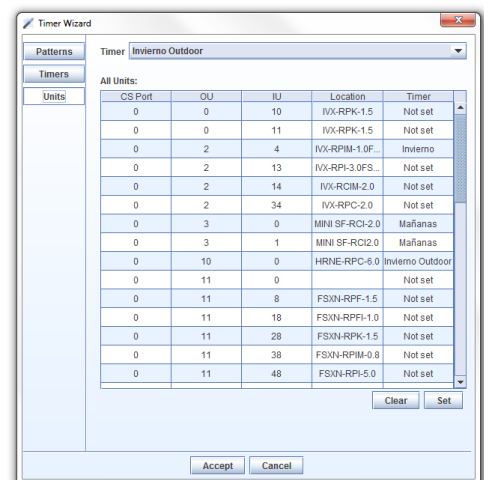 Timer Wizard
Patterns
Timers
Units
Timer Invierno Outdoor
All Units:
CS Port OU IU Location Timer
0 0 10 IVX-RPK-1.5 Not set
0 0 11 IVX-RPK-1.5 Not set
0 2 4 IVX-RPIM-1.0F... Invierno
0 2 13 IVX-RPI-3.0FS... Not set
0 2 14 IVX-RCIM-2.0 Not set
0 2 34 IVX-RPC-2.0 Not set
0 3 0 MINI SF-RCI-2.0 Mañanas
0 3 1 MINI SF-RCI2.0 Mañanas
0 10 0 HRNE-RPC-6.0 Invierno Outdoor
0 11 0 Not set
0 11 8 FSXN-RPF-1.5 Not set
0 11 18 FSXN-RPFI-1.0 Not set
0 11 28 FSXN-RPK-1.5 Not set
0 11 38 FSXN-RPIM-0.8 Not set
0 11 48 FSXN-RPI-5.0 Not set
Clear Set
Accept Cancel